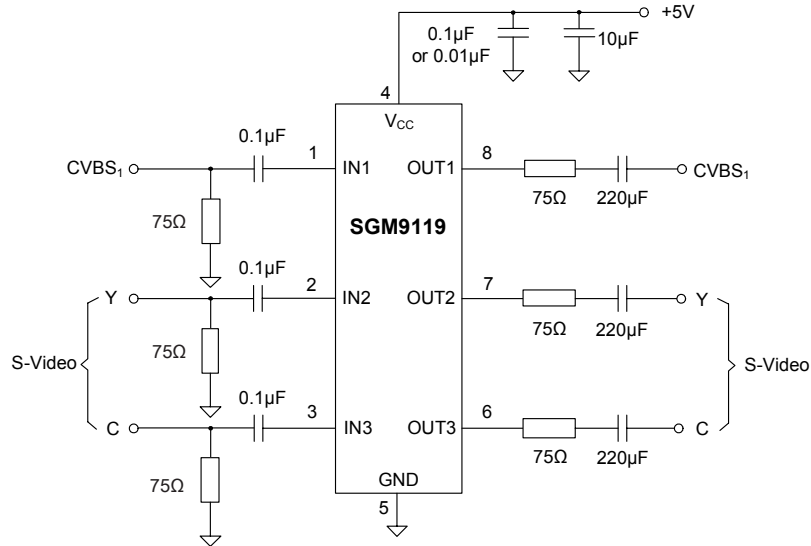 +5V
0.1µF
or 0.01µF
10µF
4
VCC
0.1µF
1
IN1
OUT1
8
CVBS1
CVBS1
75Ω
220µF
75Ω
SGM9119
0.1µF
2
IN2
OUT2
7
Y
Y
75Ω
220µF
75Ω
S-Video
S-Video
0.1µF
3
IN3
OUT3
6
C
C
75Ω
220µF
75Ω
GND
5